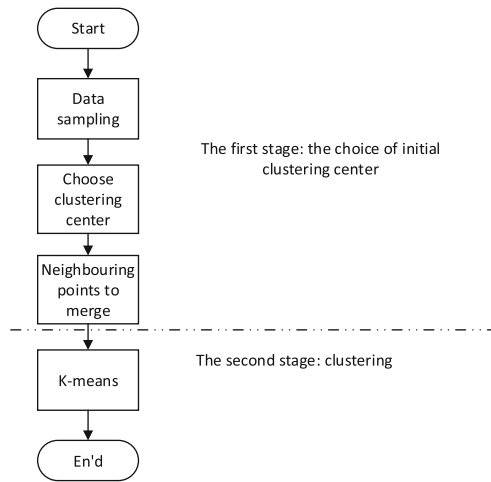 Start
Data
sampling
The first stage: the choice of initial
clustering center
Choose
clustering
center
Neighbouring
points to
merge
The second stage: clustering
K-means
En'd